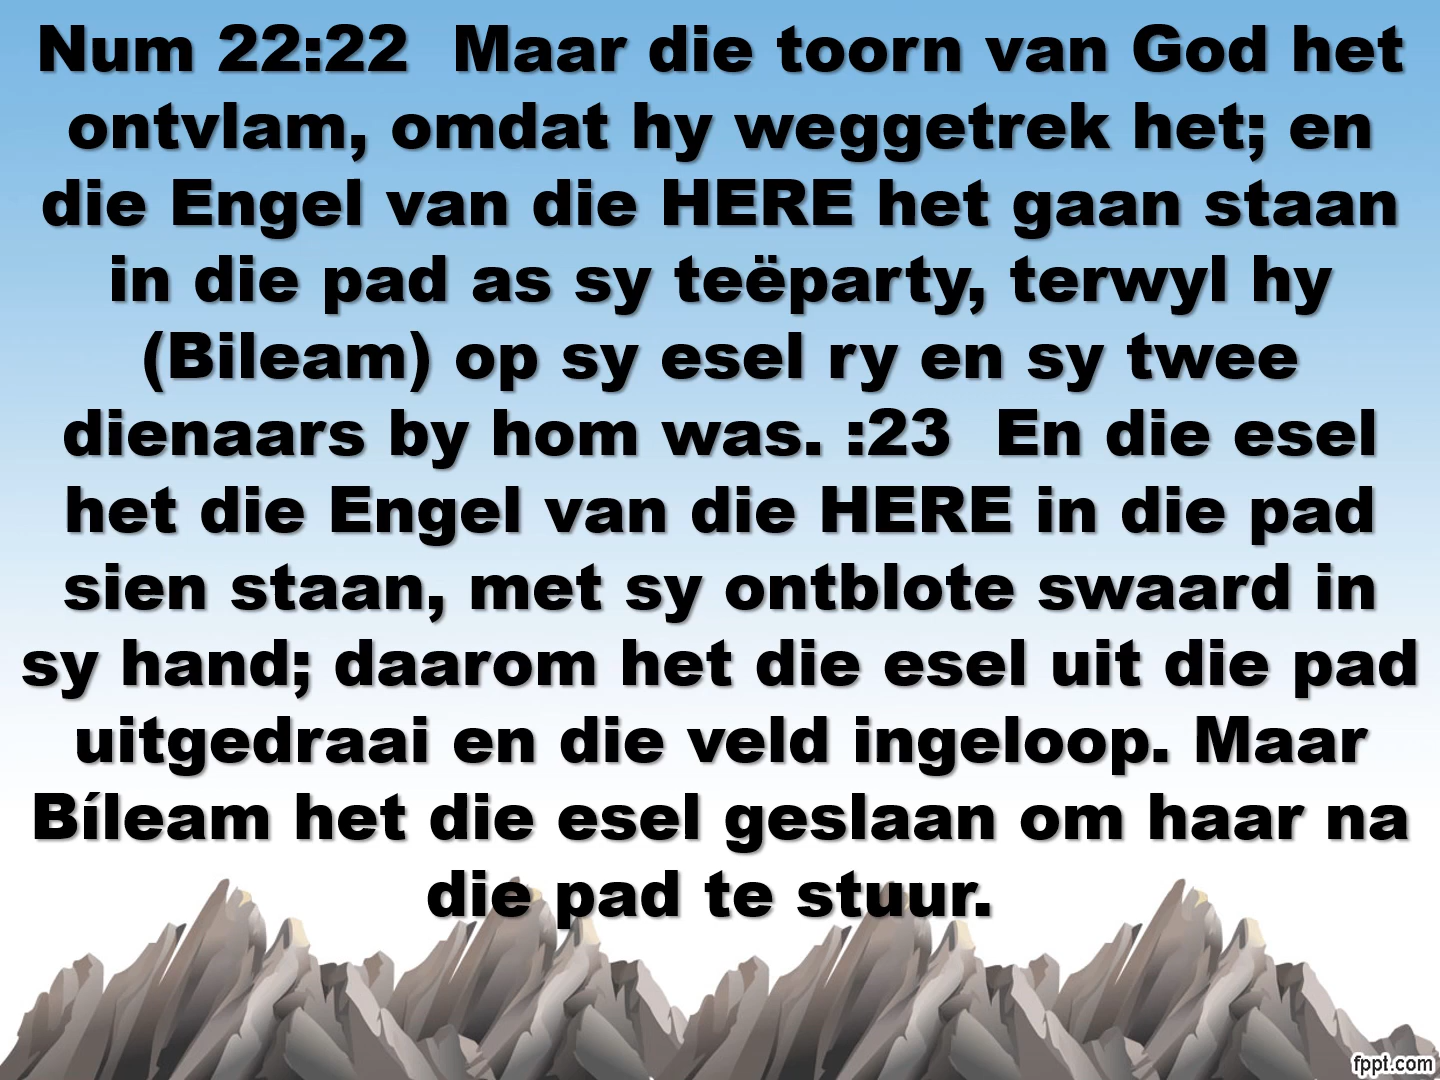 Num 22:22  Maar die toorn van God het
ontvlam, omdat hy weggetrek het; en
die Engel van die HERE het gaan staan
in die pad as sy teëparty, terwyl hy
(Bileam) op sy esel ry en sy twee
dienaars by hom was. :23  En die esel
het die Engel van die HERE in die pad
sien staan, met sy ontblote swaard in
sy hand; daarom het die esel uit die pad
uitgedraai en die veld ingeloop. Maar
Bíleam het die esel geslaan om haar na
die pad te stuur.
fppt.com